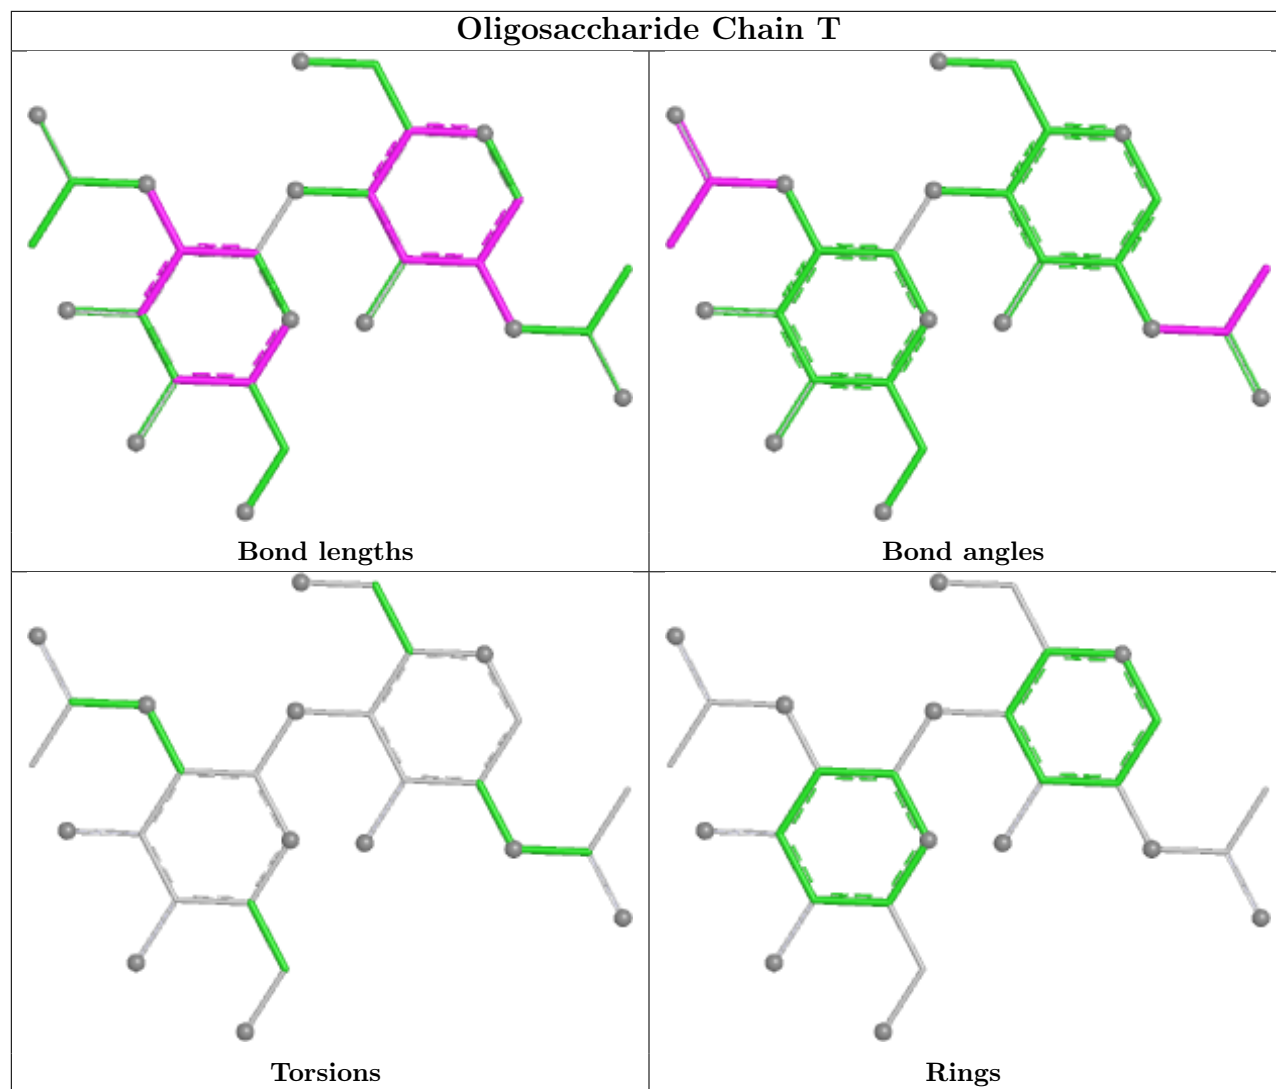 Oligosaccharide Chain T
Bond lengths
Bond angles
Torsions
Rings